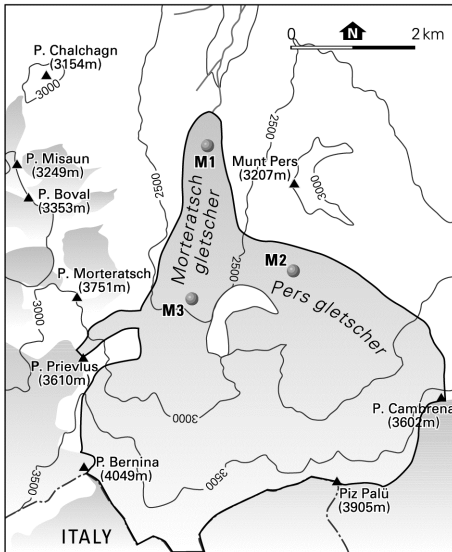 P. Chalchagn
(3154m)
3000
0
N
2 km
2500
2500
P. Misaun
(3249m)
M1
Munt Pers
(3207m)
3000
P. Boval
(3353m)
2500
Morteratsch
gletscher
2500
M2
P. Morteratsch
(3751m)
Pers gletscher
M3
3000
P. Prievlus
(3610m)
3000
P. Cambrena
(3602m)
P. Bernina
(4049m)
3500
3500
3500
Piz Palü
(3905m)
ITALY